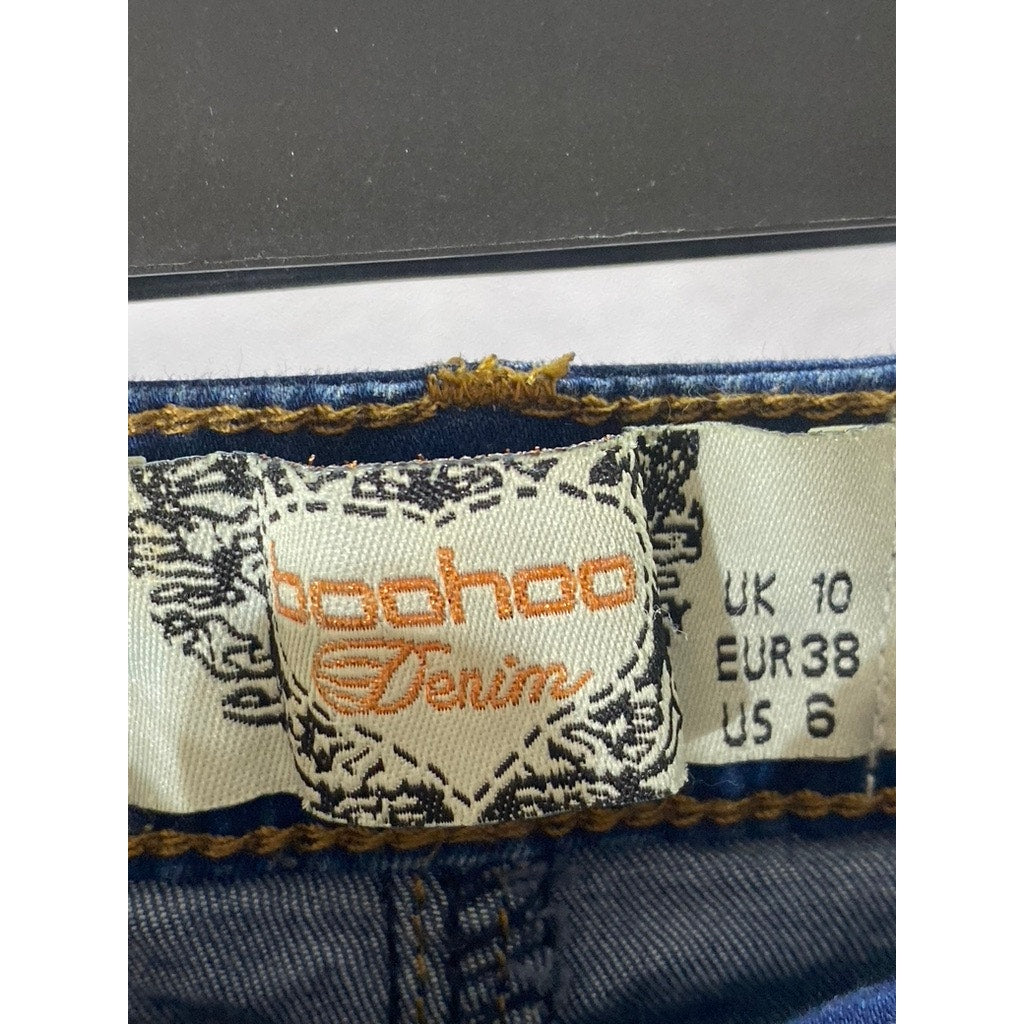 boohoo
Denim
UK 10
EUR 38
US 6